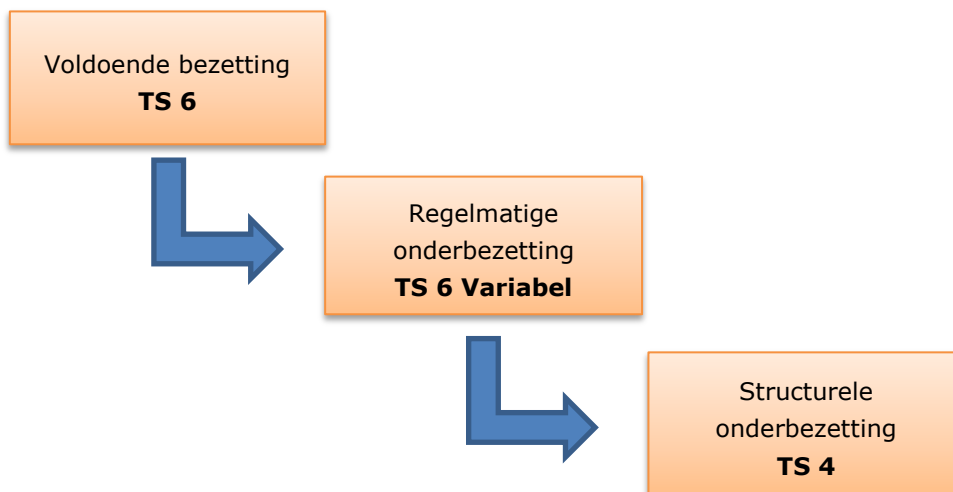 Voldoende bezetting
TS 6
Regelmatige
onderbezetting
TS 6 Variabel
Structurele
onderbezetting
TS 4